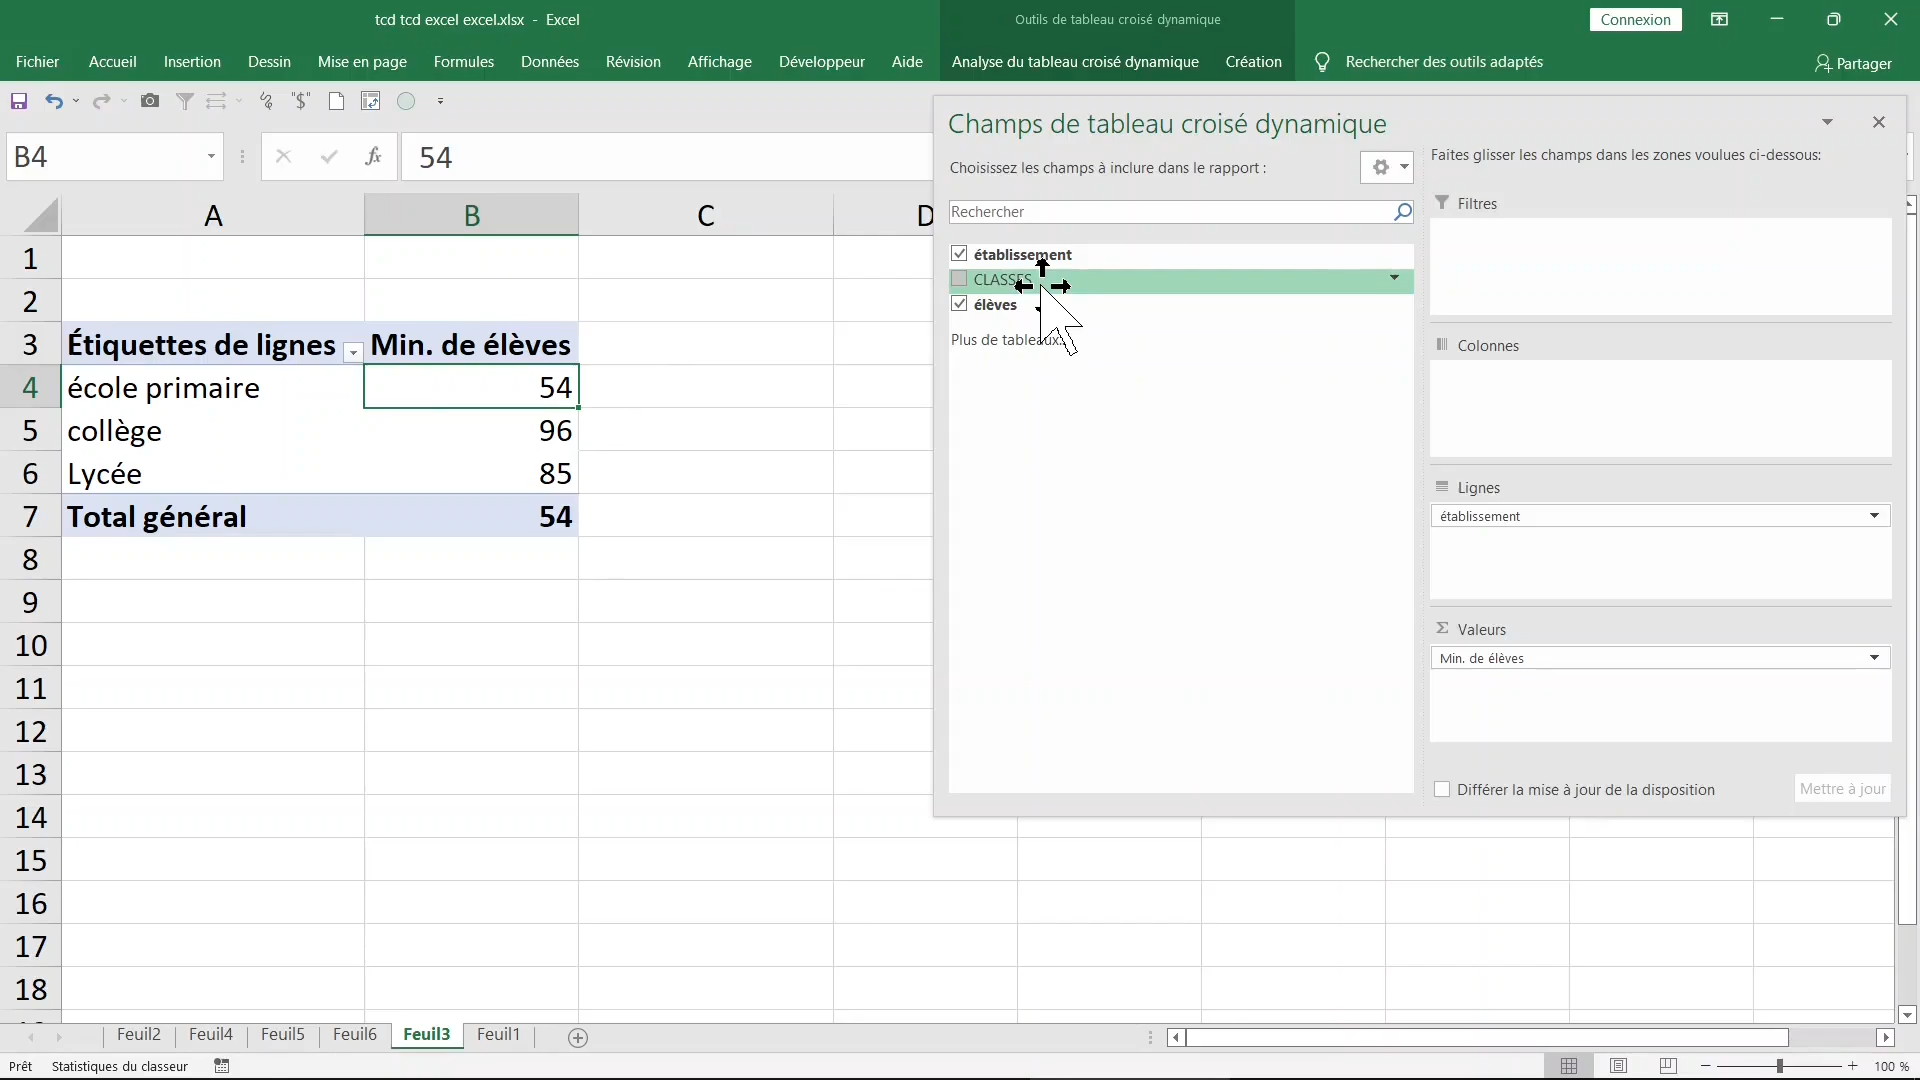 tcd tcd excel excel.xlsx - Excel
Outils de tableau croisé dynamique
Connexion
Fichier Accueil Insertion Dessin Mise en page Formules Données Révision Affichage Développeur Aide Analyse du tableau croisé dynamique Création Rechercher des outils adaptés Partager
B4
fx 54
A B C D
1
2
3 Étiquettes de lignes Min. de élèves
4 école primaire 54
5 collège 96
6 Lycée 85
7 Total général 54
8
9
10
11
12
13
14
15
16
17
18
Champs de tableau croisé dynamique
Choisissez les champs à inclure dans le rapport :
Rechercher
établissement
CLASSES
élèves
Plus de tableaux...
Faites glisser les champs dans les zones voulues ci-dessous:
Filtres
Colonnes
Lignes
établissement
Σ Valeurs
Min. de élèves
Différer la mise à jour de la disposition Mettre à jour
Feuil2 Feuil4 Feuil5 Feuil6 Feuil3 Feuil1
Prêt Statistiques du classeur 100 %